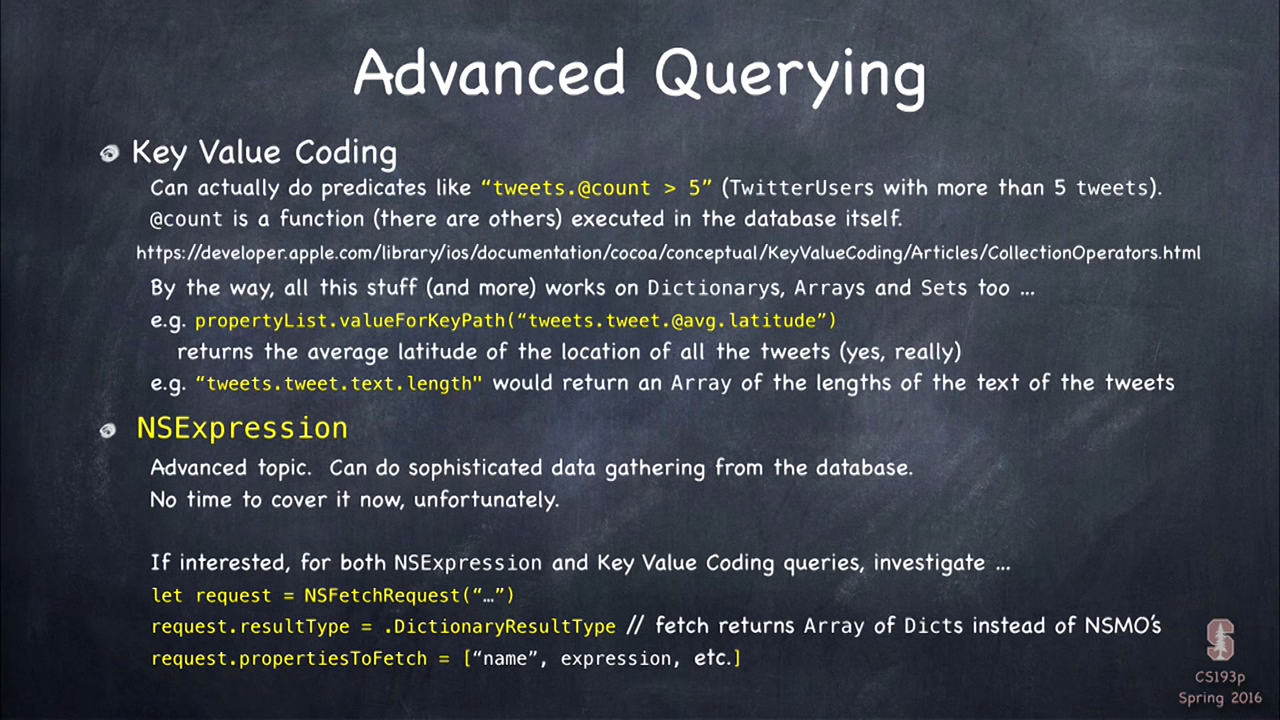 Advanced Querying
Key Value Coding
Can actually do predicates like “tweets.@count > 5” (TwitterUsers with more than 5 tweets).
@count is a function (there are others) executed in the database itself.
https://developer.apple.com/library/ios/documentation/cocoa/conceptual/KeyValueCoding/Articles/CollectionOperators.html
By the way, all this stuff (and more) works on Dictionarys, Arrays and Sets too ...
e.g. propertyList.valueForKeyPath(“tweets.tweet.@avg.latitude”)
returns the average latitude of the location of all the tweets (yes, really)
e.g. “tweets.tweet.text.length" would return an Array of the lengths of the text of the tweets
NSExpression
Advanced topic. Can do sophisticated data gathering from the database.
No time to cover it now, unfortunately.
If interested, for both NSExpression and Key Value Coding queries, investigate ...
let request = NSFetchRequest(“…”)
request.resultType = .DictionaryResultType // fetch returns Array of Dicts instead of NSMO’s
request.propertiesToFetch = [“name”, expression, etc.]
S
CS193p
Spring 2016